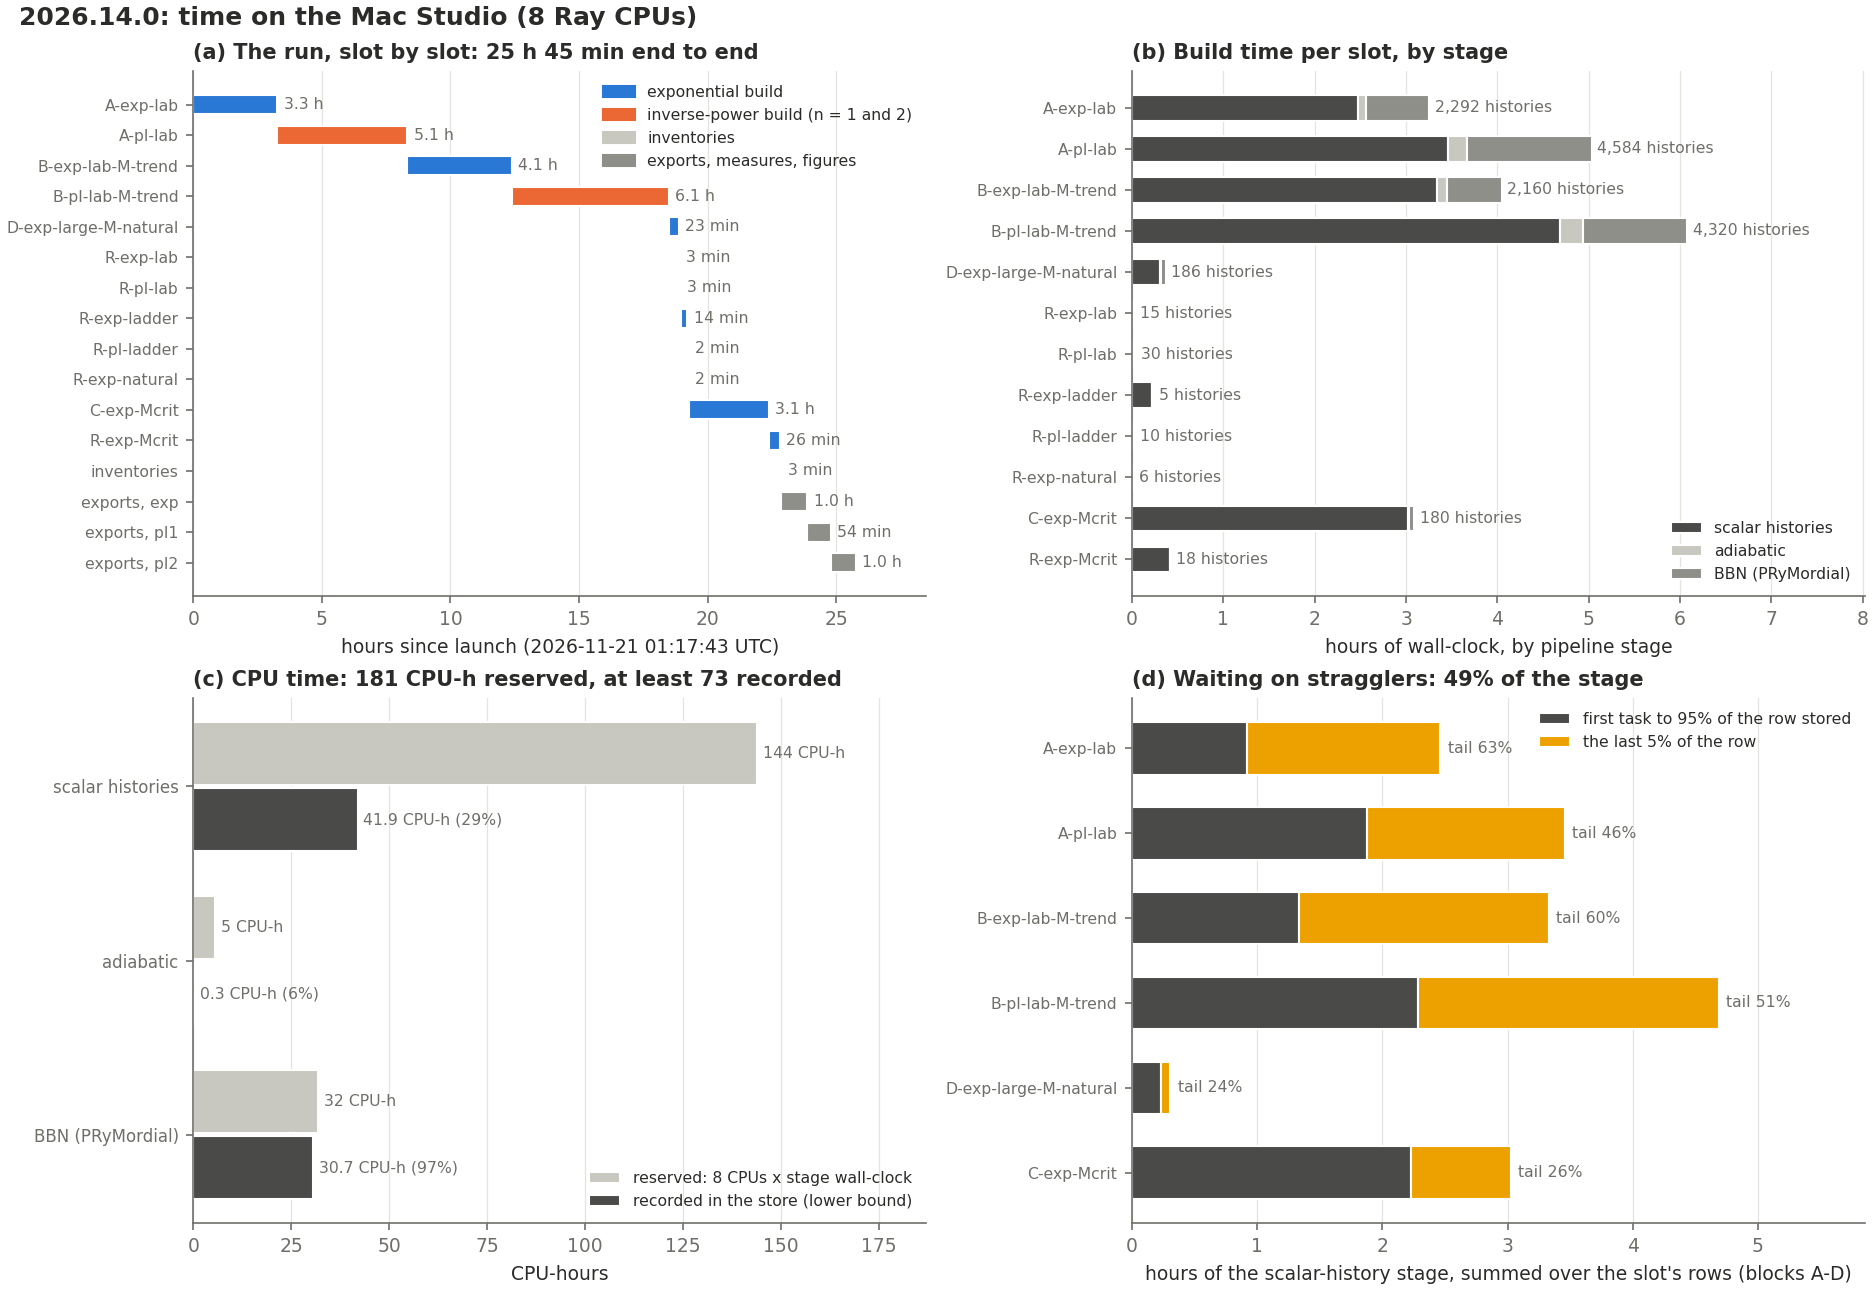 2026.14.0: time on the Mac Studio (8 Ray CPUs)
(a) The run, slot by slot: 25 h 45 min end to end
exponential build
inverse-power build (n = 1 and 2)
inventories
exports, measures, figures
A-exp-lab 3.3 h
A-pl-lab 5.1 h
B-exp-lab-M-trend 4.1 h
B-pl-lab-M-trend 6.1 h
D-exp-large-M-natural 23 min
R-exp-lab 3 min
R-pl-lab 3 min
R-exp-ladder 14 min
R-pl-ladder 2 min
R-exp-natural 2 min
C-exp-Mcrit 3.1 h
R-exp-Mcrit 26 min
inventories 3 min
exports, exp 1.0 h
exports, pl1 54 min
exports, pl2 1.0 h
0 5 10 15 20 25
hours since launch (2026-11-21 01:17:43 UTC)
(b) Build time per slot, by stage
A-exp-lab 2,292 histories
A-pl-lab 4,584 histories
B-exp-lab-M-trend 2,160 histories
B-pl-lab-M-trend 4,320 histories
D-exp-large-M-natural 186 histories
R-exp-lab 15 histories
R-pl-lab 30 histories
R-exp-ladder 5 histories
R-pl-ladder 10 histories
R-exp-natural 6 histories
C-exp-Mcrit 180 histories
R-exp-Mcrit 18 histories
scalar histories
adiabatic
BBN (PRyMordial)
0 1 2 3 4 5 6 7 8
hours of wall-clock, by pipeline stage
(c) CPU time: 181 CPU-h reserved, at least 73 recorded
scalar histories
144 CPU-h
41.9 CPU-h (29%)
adiabatic
5 CPU-h
0.3 CPU-h (6%)
BBN (PRyMordial)
32 CPU-h
30.7 CPU-h (97%)
reserved: 8 CPUs x stage wall-clock
recorded in the store (lower bound)
0 25 50 75 100 125 150 175
CPU-hours
(d) Waiting on stragglers: 49% of the stage
first task to 95% of the row stored
the last 5% of the row
A-exp-lab tail 63%
A-pl-lab tail 46%
B-exp-lab-M-trend tail 60%
B-pl-lab-M-trend tail 51%
D-exp-large-M-natural tail 24%
C-exp-Mcrit tail 26%
0 1 2 3 4 5
hours of the scalar-history stage, summed over the slot's rows (blocks A-D)